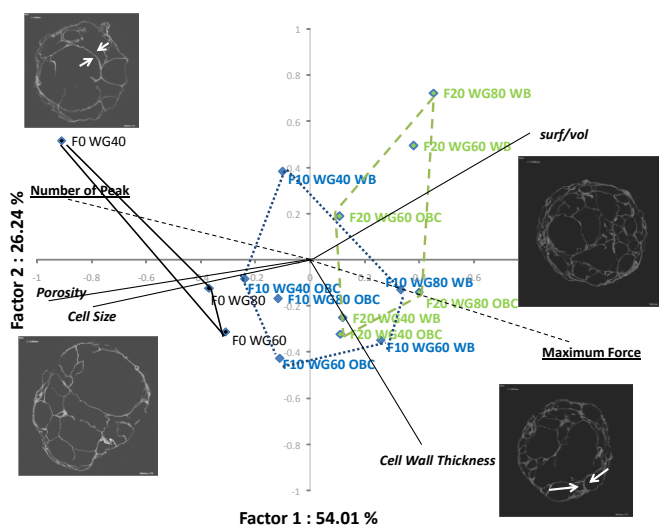 1
0.8
F20 WG80 WB
0.6
surf/vol
F20 WG60 WB
F0 WG40
0.4
F10 WG40 WB
Number of Peak
0.2
F20 WG60 OBC
0
-1
-0.8
-0.6
-0.4
-0.2
0
0.2
0.6
F10 WG80 WB
F10 WG40 OBC
F10 WG80 OBC
F20 WG80 OBC
Porosity
Cell Size
F0 WG80
-0.2
F20 WG40 WB
F0 WG60
F20 WG40 OBC
F10 WG60 WB
Maximum Force
-0.4
F10 WG60 OBC
-0.6
Cell Wall Thickness
-0.8
-1
Factor 2 : 26.24 %
Factor 1 : 54.01 %